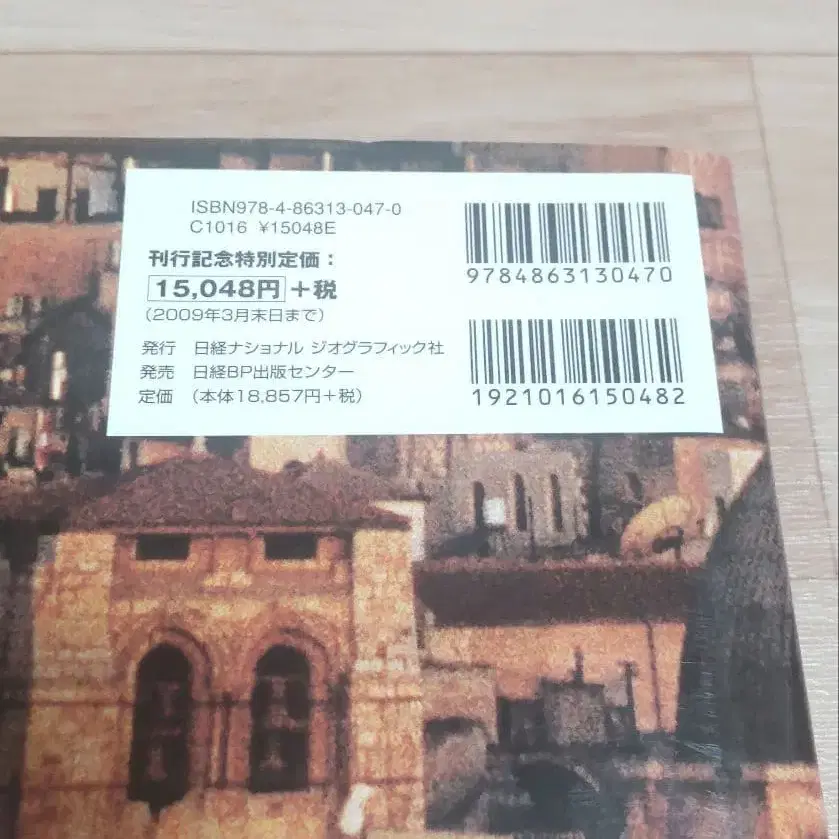 ISBN978-4-86313-047-0
C1016 ¥15048E
刊行記念特別定価：
15,048円＋税
（2009年3月末日まで）
発行 日経ナショナル ジオグラフィック社
発売 日経BP出版センター
定価 （本体18,857円＋税）
9784863130470
1921016150482